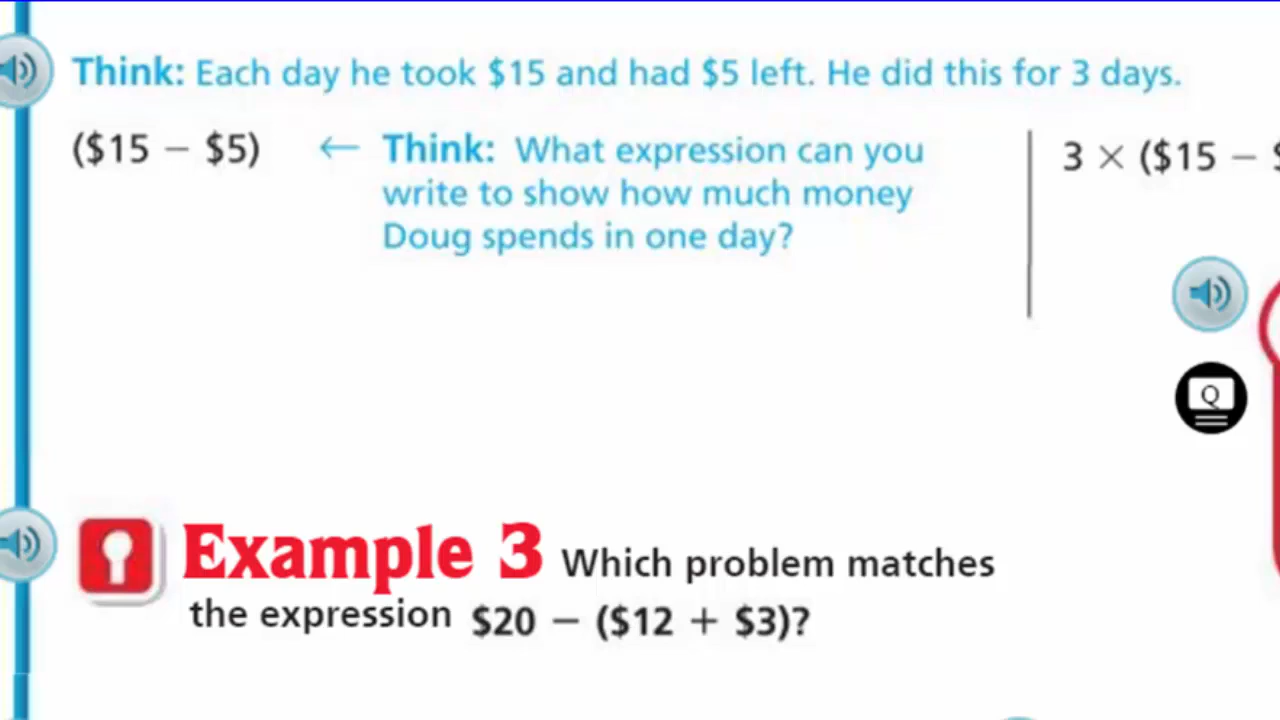 Think: Each day he took $15 and had $5 left. He did this for 3 days.
($15 − $5) ← Think: What expression can you
write to show how much money
Doug spends in one day?
3 × ($15 −
Q
Example 3 Which problem matches
the expression $20 − ($12 + $3)?